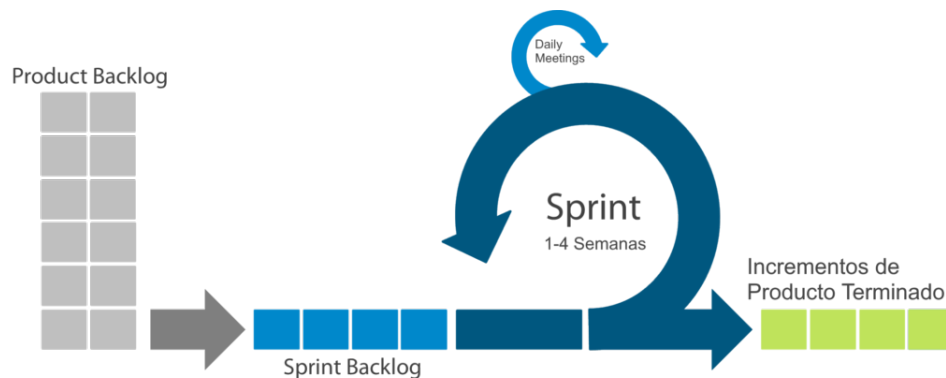 Daily
Meetings
Product Backlog
Sprint
1-4 Semanas
Incrementos de
Producto Terminado
Sprint Backlog